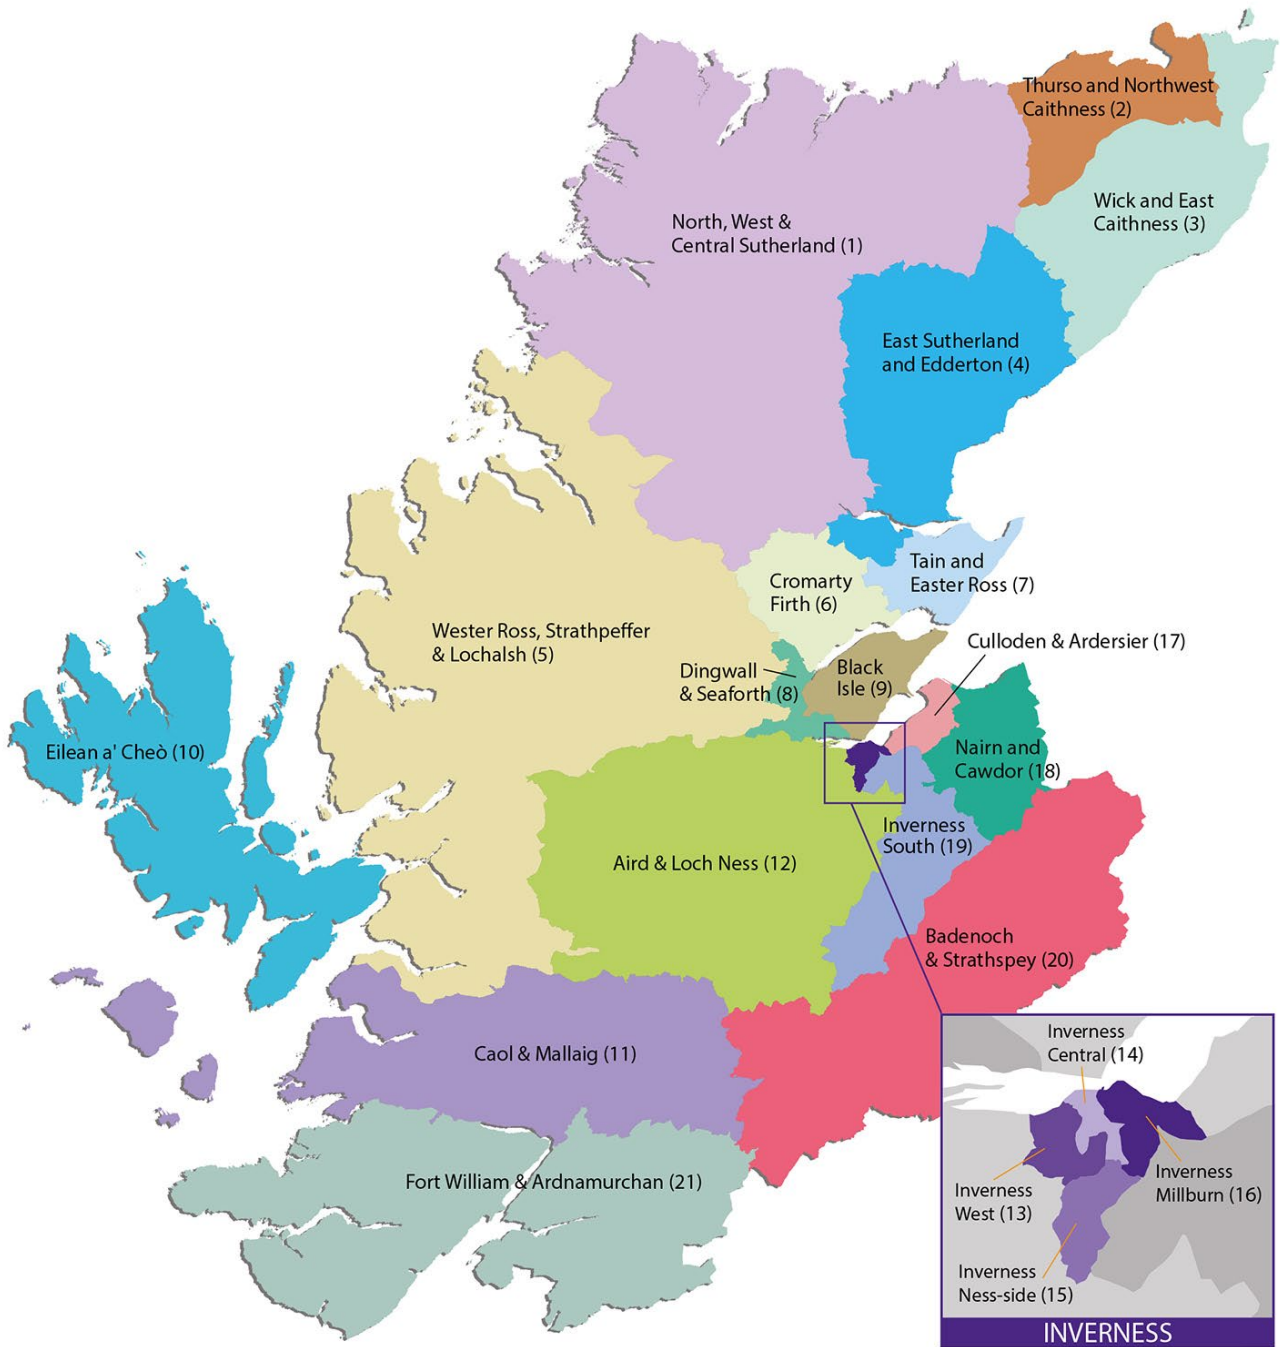 Thurso and Northwest
Caithness (2)
Wick and East
Caithness (3)
North, West &
Central Sutherland (1)
East Sutherland
and Edderton (4)
Tain and
Easter Ross (7)
Cromarty
Firth (6)
Wester Ross, Strathpeffer
& Lochalsh (5)
Culloden & Ardersier (17)
Dingwall
& Seaforth (8)
Black
Isle (9)
Eilean a' Cheò (10)
Nairn and
Cawdor (18)
Inverness
South (19)
Aird & Loch Ness (12)
Badenoch
& Strathspey (20)
Caol & Mallaig (11)
Fort William & Ardnamurchan (21)
Inverness
Central (14)
Inverness
West (13)
Inverness
Millburn (16)
Inverness
Ness-side (15)
INVERNESS